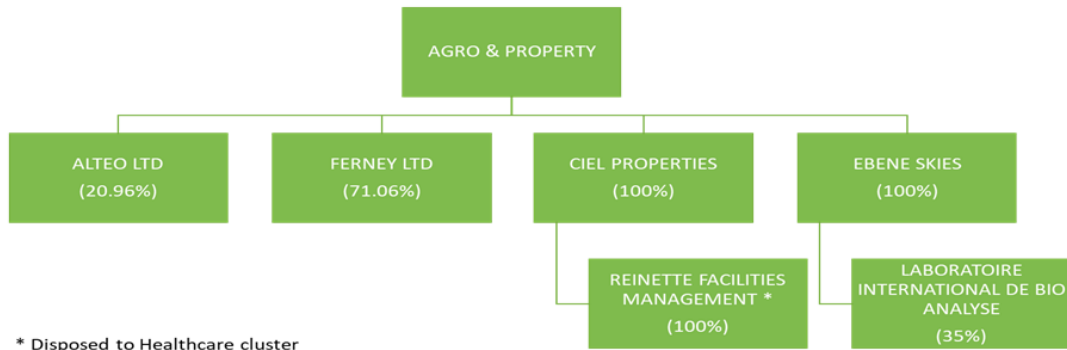 AGRO & PROPERTY
ALTEO LTD
(20.96%)
FERNEY LTD
(71.06%)
CIEL PROPERTIES
(100%)
EBENE SKIES
(100%)
REINETTE FACILITIES
MANAGEMENT *
(100%)
LABORATOIRE
INTERNATIONAL DE BIO
ANALYSE
(35%)
* Disposed to Healthcare cluster